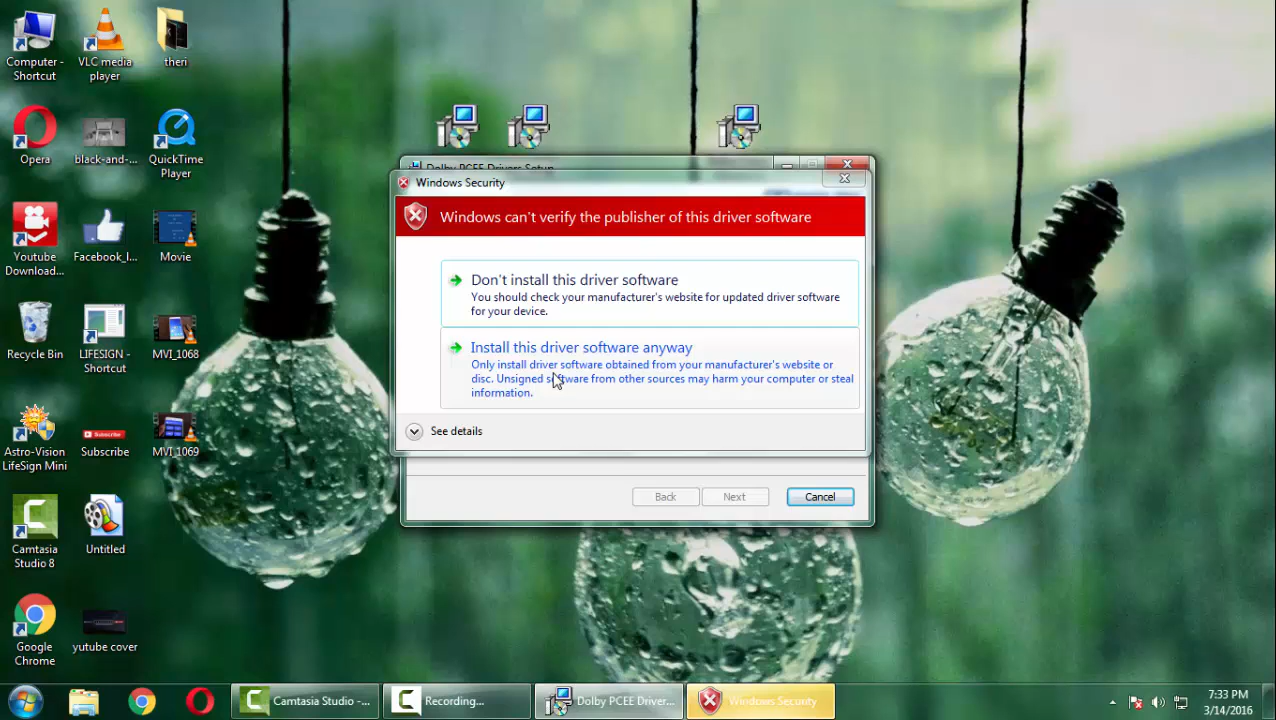 Computer -
Shortcut
VLC media
player
theri
Opera
black-and-...
QuickTime
Player
Youtube
Download...
Facebook_I...
Movie
Recycle Bin
LIFESIGN -
Shortcut
MVI_1068
Astro-Vision
LifeSign Mini
Subscribe
Subscribe
MVI_1069
Camtasia
Studio 8
Untitled
Google
Chrome
yutube cover
Dolby PCEE Drivers Setup
Windows Security
Windows can't verify the publisher of this driver software
Don't install this driver software
You should check your manufacturer's website for updated driver software
for your device.
Install this driver software anyway
Only install driver software obtained from your manufacturer's website or
disc. Unsigned software from other sources may harm your computer or steal
information.
See details
Back
Next
Cancel
Camtasia Studio -...
Recording...
Dolby PCEE Driver...
Windows Security
7:33 PM
3/14/2016